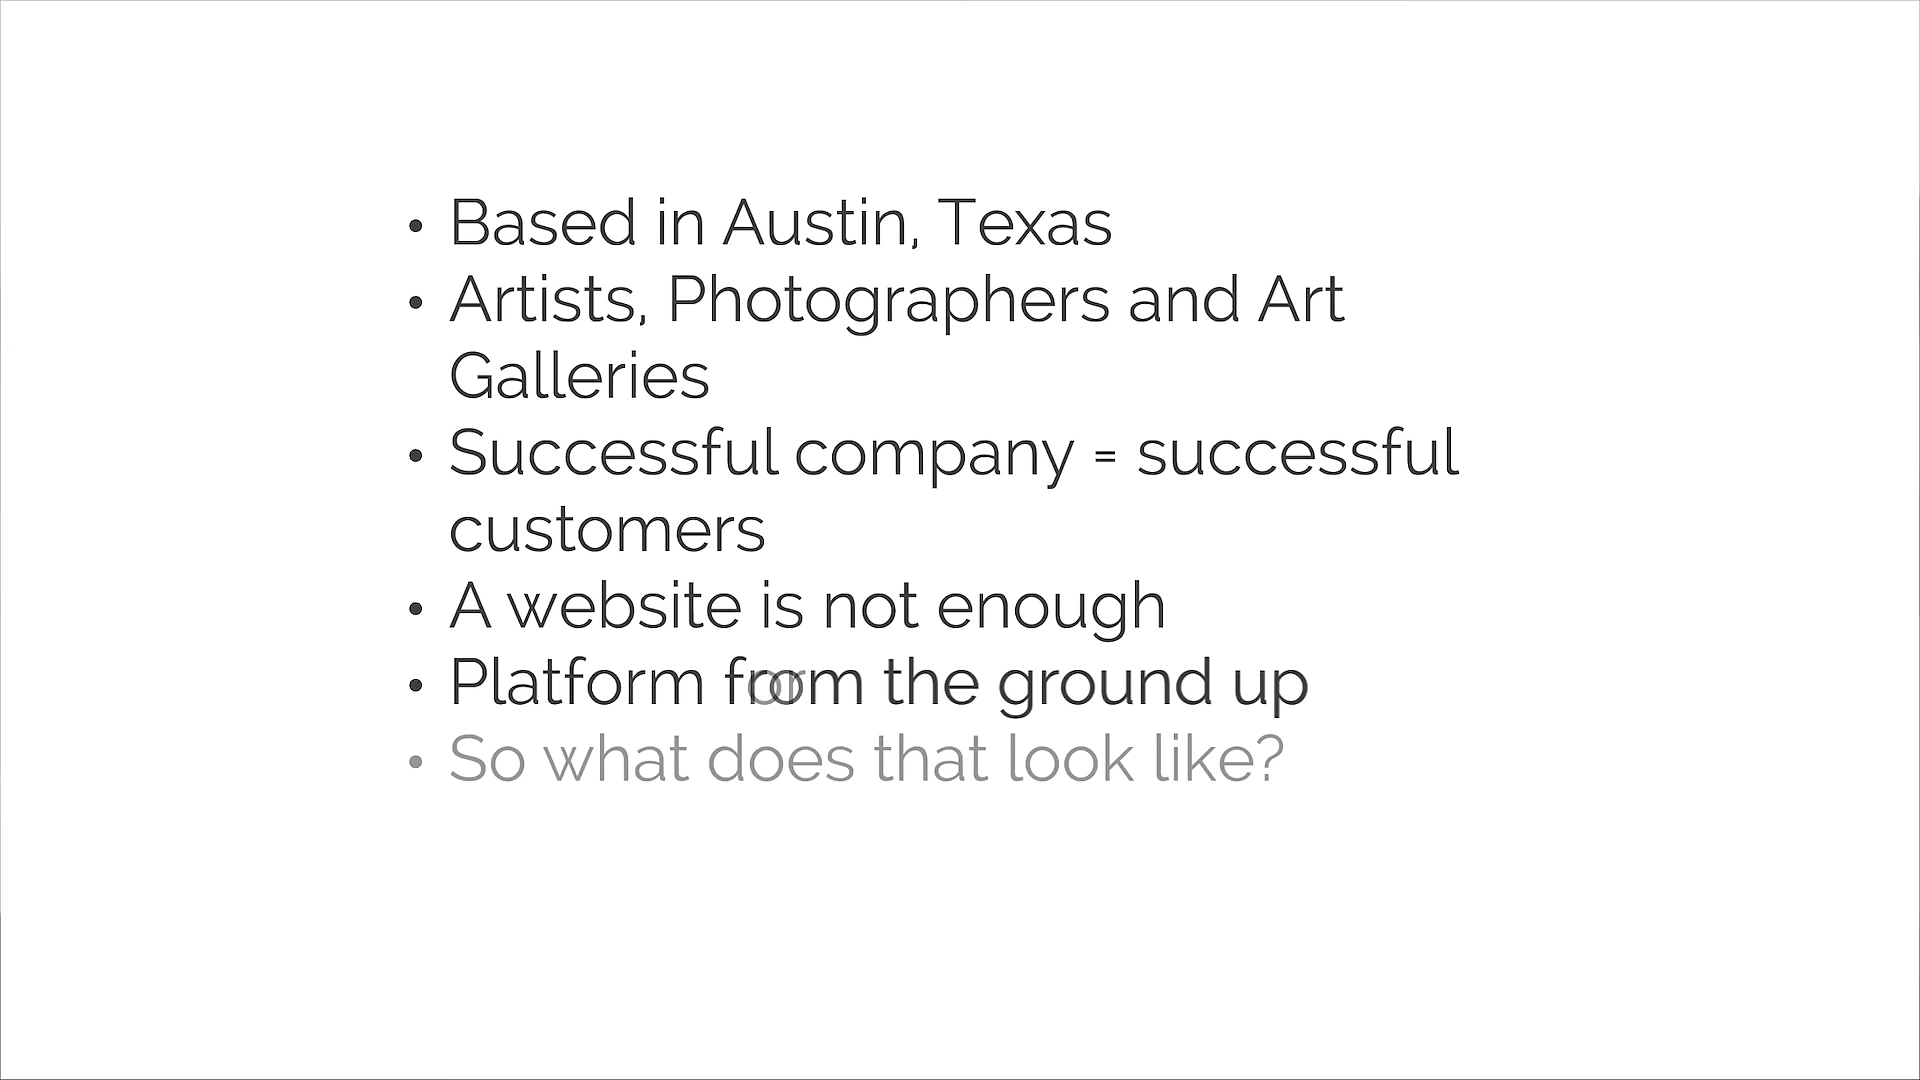 • Based in Austin, Texas
• Artists, Photographers and Art
Galleries
• Successful company = successful
customers
• A website is not enough
• Platform from the ground up
• So what does that look like?